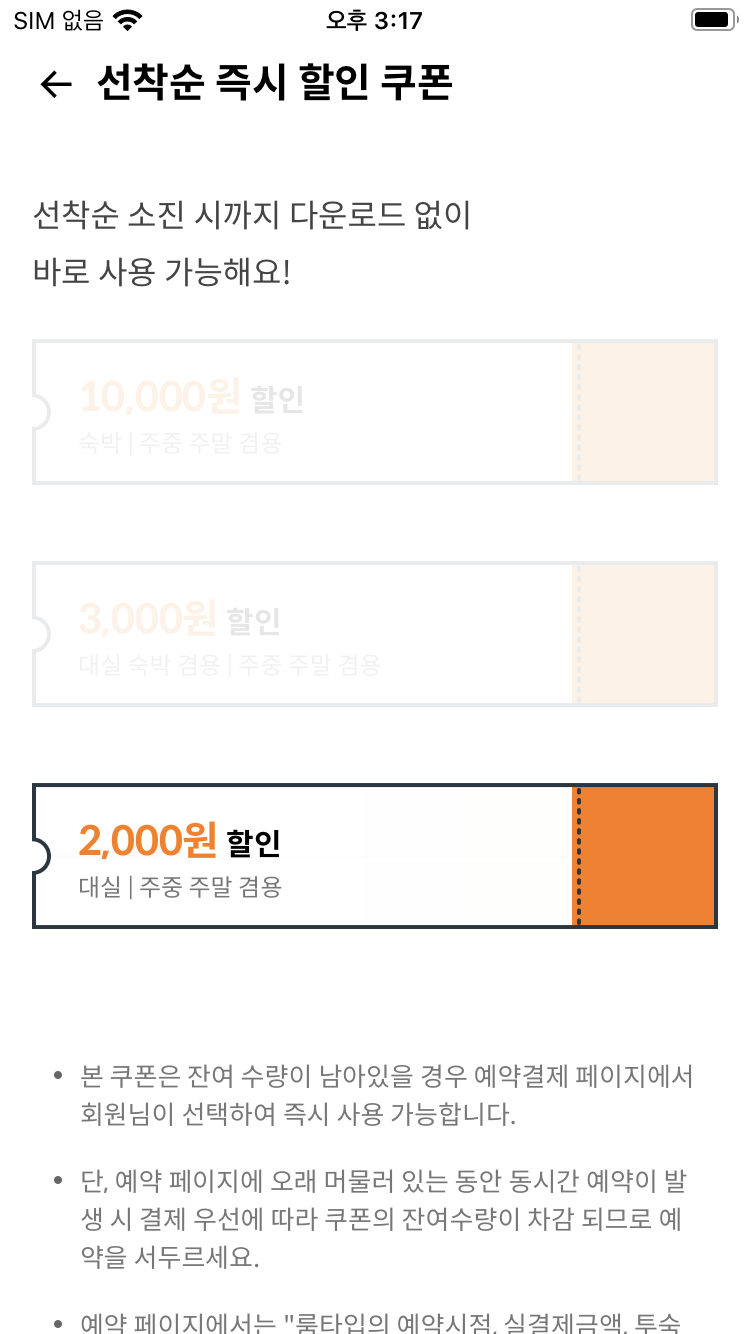 SIM 없음 오후 3:17
선착순 즉시 할인 쿠폰
선착순 소진 시까지 다운로드 없이
바로 사용 가능해요!
10,000원 할인
숙박 | 주중 주말 겸용
3,000원 할인
대실 숙박 겸용 | 주중 주말 겸용
2,000원 할인
대실 | 주중 주말 겸용
• 본 쿠폰은 잔여 수량이 남아있을 경우 예약결제 페이지에서
회원님이 선택하여 즉시 사용 가능합니다.
• 단, 예약 페이지에 오래 머물러 있는 동안 동시간 예약이 발
생 시 결제 우선에 따라 쿠폰의 잔여수량이 차감 되므로 예
약을 서두르세요.
• 예약 페이지에서는 "룸타입의 예약시점, 실결제금액, 투숙